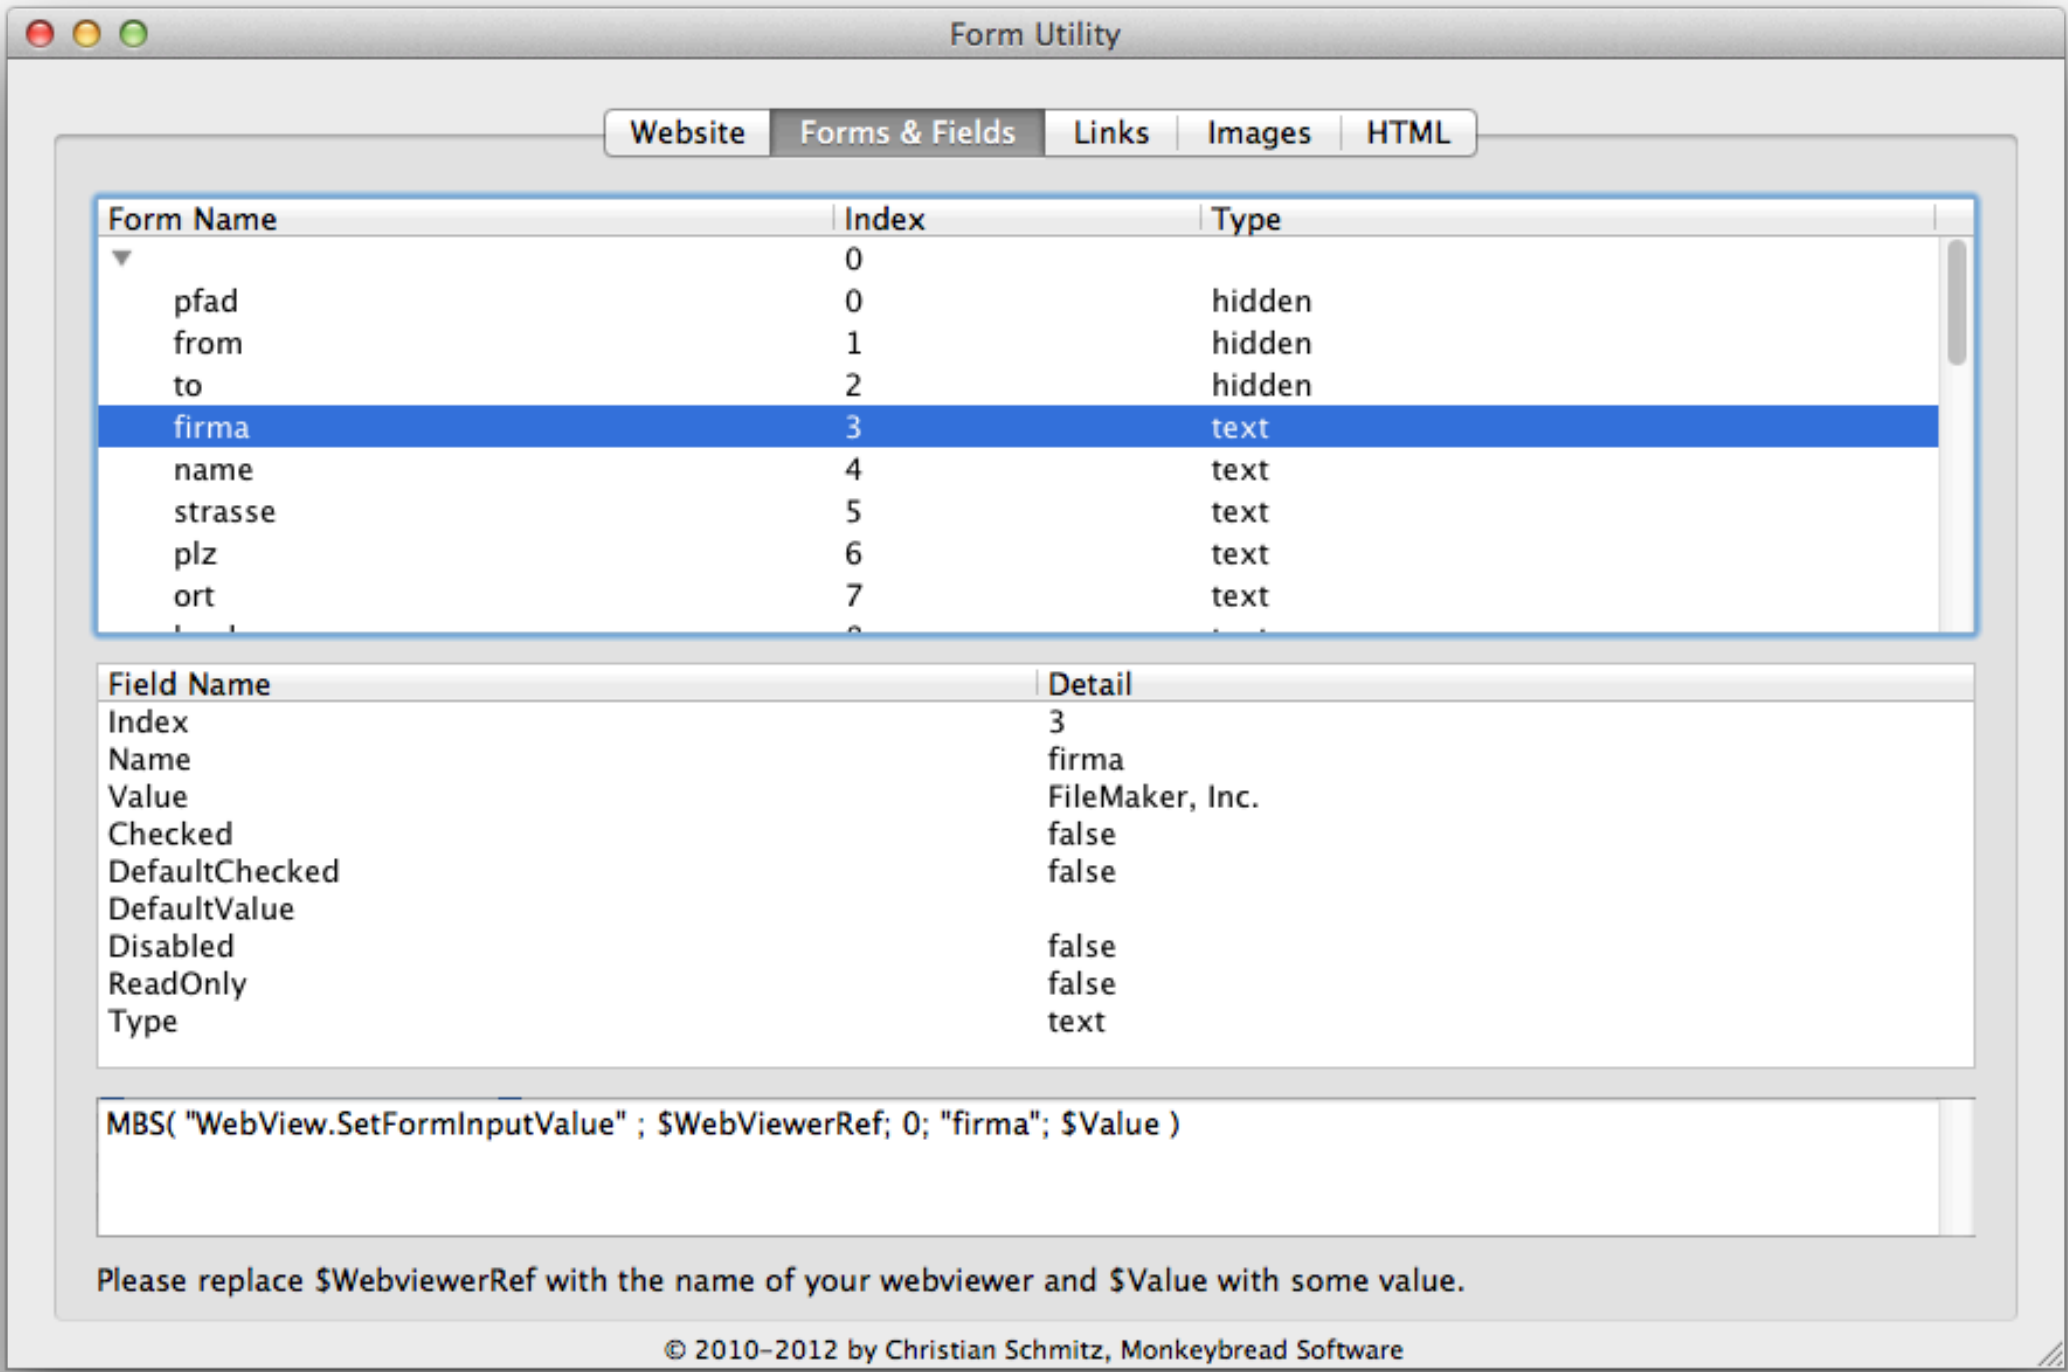 Form Utility
Website Forms & Fields Links Images HTML
Form Name Index Type
0
pfad 0 hidden
from 1 hidden
to 2 hidden
firma 3 text
name 4 text
strasse 5 text
plz 6 text
ort 7 text
Field Name Detail
Index 3
Name firma
Value FileMaker, Inc.
Checked false
DefaultChecked false
DefaultValue
Disabled false
ReadOnly false
Type text
MBS( "WebView.SetFormInputValue" ; $WebViewerRef; 0; "firma"; $Value )
Please replace $WebviewerRef with the name of your webviewer and $Value with some value.
© 2010-2012 by Christian Schmitz, Monkeybread Software